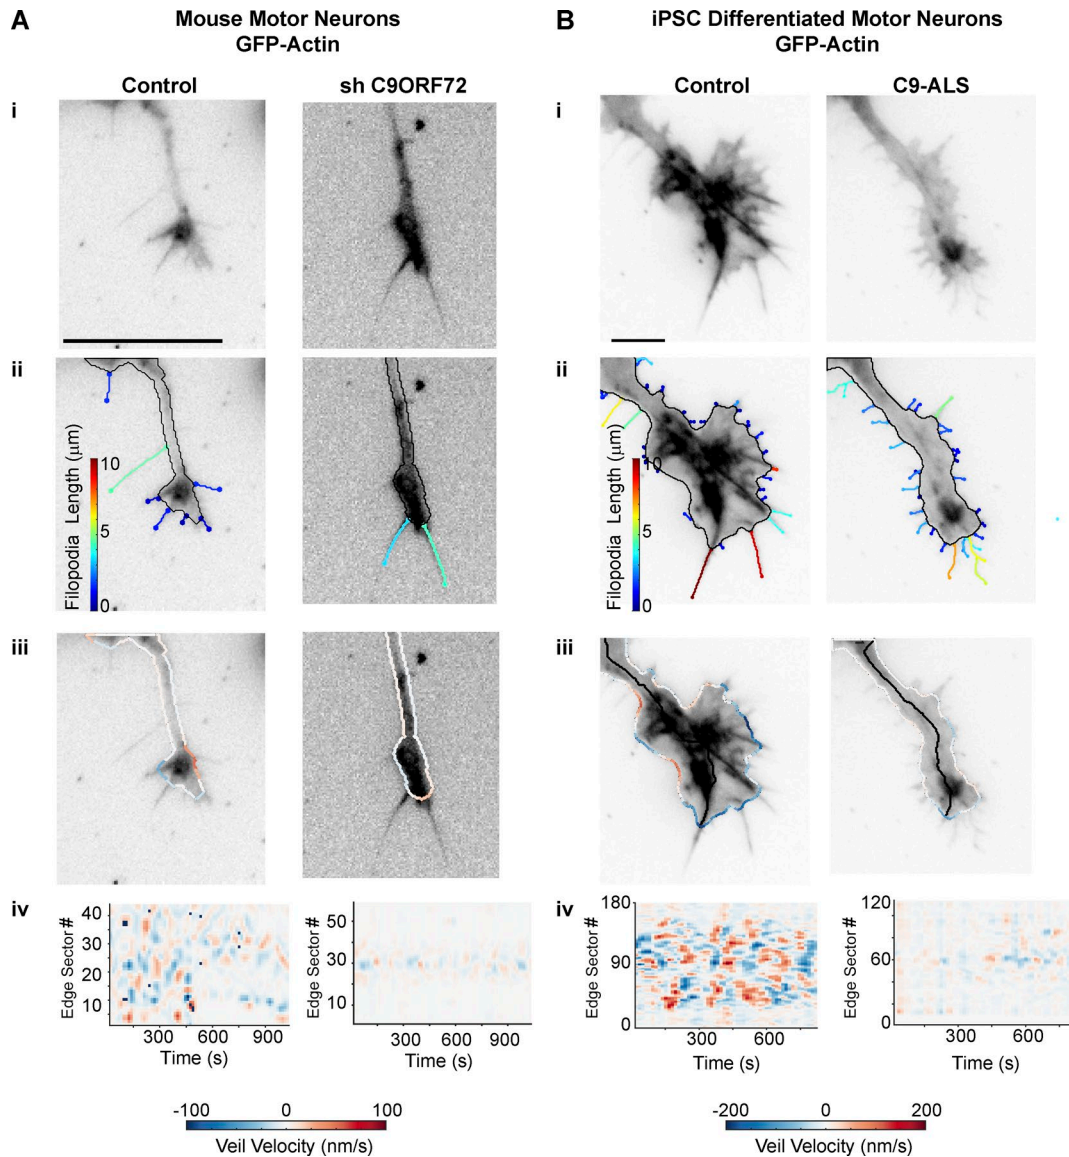 A
Mouse Motor Neurons
GFP-Actin
Control
sh C9ORF72
i
ii
Filopodia Length (μm)
10
5
0
iii
iv
Edge Sector #
40
30
20
10
300 600 900
Time (s)
Edge Sector #
50
30
10
300 600 900
Time (s)
-100 0 100
Veil Velocity (nm/s)
B
iPSC Differentiated Motor Neurons
GFP-Actin
Control
C9-ALS
i
ii
Filopodia Length (μm)
10
5
0
iii
iv
Edge Sector #
180
90
0
300 600
Time (s)
Edge Sector #
120
60
0
300 600
Time (s)
-200 0 200
Veil Velocity (nm/s)